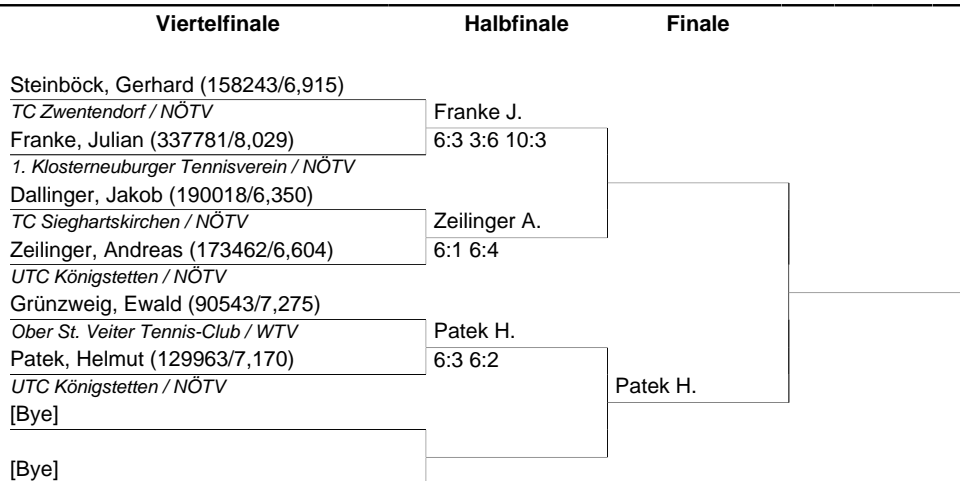 Viertelfinale Halbfinale Finale
Steinböck, Gerhard (158243/6,915)
TC Zwentendorf / NÖTV
Franke J.
Franke, Julian (337781/8,029)
6:3 3:6 10:3
1. Klosterneuburger Tennisverein / NÖTV
Dallinger, Jakob (190018/6,350)
TC Sieghartskirchen / NÖTV
Zeilinger A.
Zeilinger, Andreas (173462/6,604)
6:1 6:4
UTC Königstetten / NÖTV
Grünzweig, Ewald (90543/7,275)
Ober St. Veiter Tennis-Club / WTV
Patek H.
Patek, Helmut (129963/7,170)
6:3 6:2
UTC Königstetten / NÖTV
Patek H.
[Bye]
[Bye]